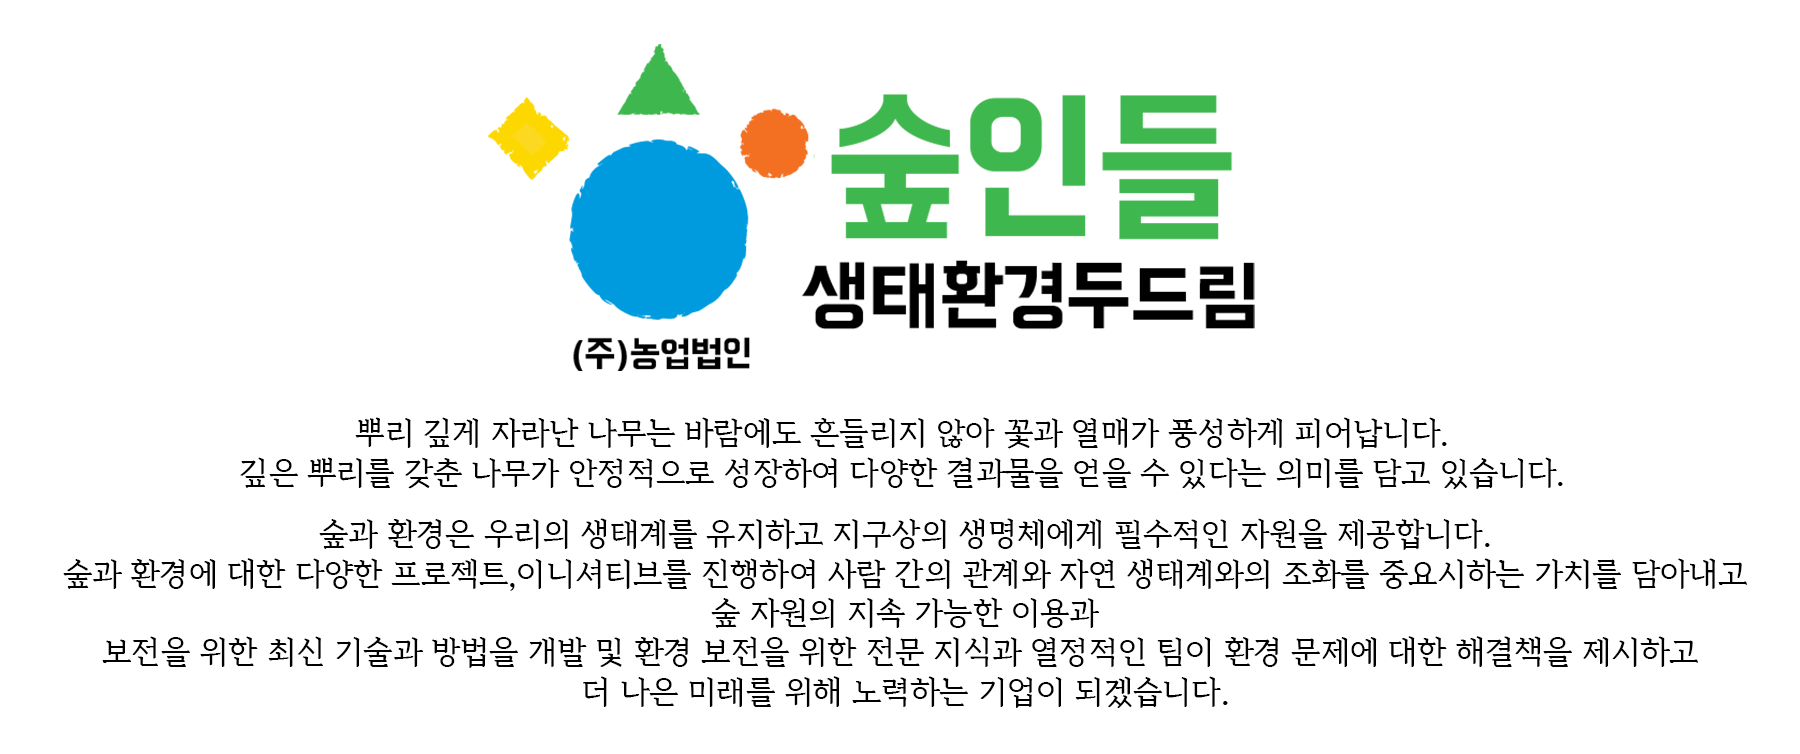 숲인들
생태환경두드림
(주)농업법인
뿌리 깊게 자라난 나무는 바람에도 흔들리지 않아 꽃과 열매가 풍성하게 피어납니다.
깊은 뿌리를 갖춘 나무가 안정적으로 성장하여 다양한 결과물을 얻을 수 있다는 의미를 담고 있습니다.
숲과 환경은 우리의 생태계를 유지하고 지구상의 생명체에게 필수적인 자원을 제공합니다.
숲과 환경에 대한 다양한 프로젝트,이니셔티브를 진행하여 사람 간의 관계와 자연 생태계와의 조화를 중요시하는 가치를 담아내고
숲 자원의 지속 가능한 이용과
보전을 위한 최신 기술과 방법을 개발 및 환경 보전을 위한 전문 지식과 열정적인 팀이 환경 문제에 대한 해결책을 제시하고
더 나은 미래를 위해 노력하는 기업이 되겠습니다.